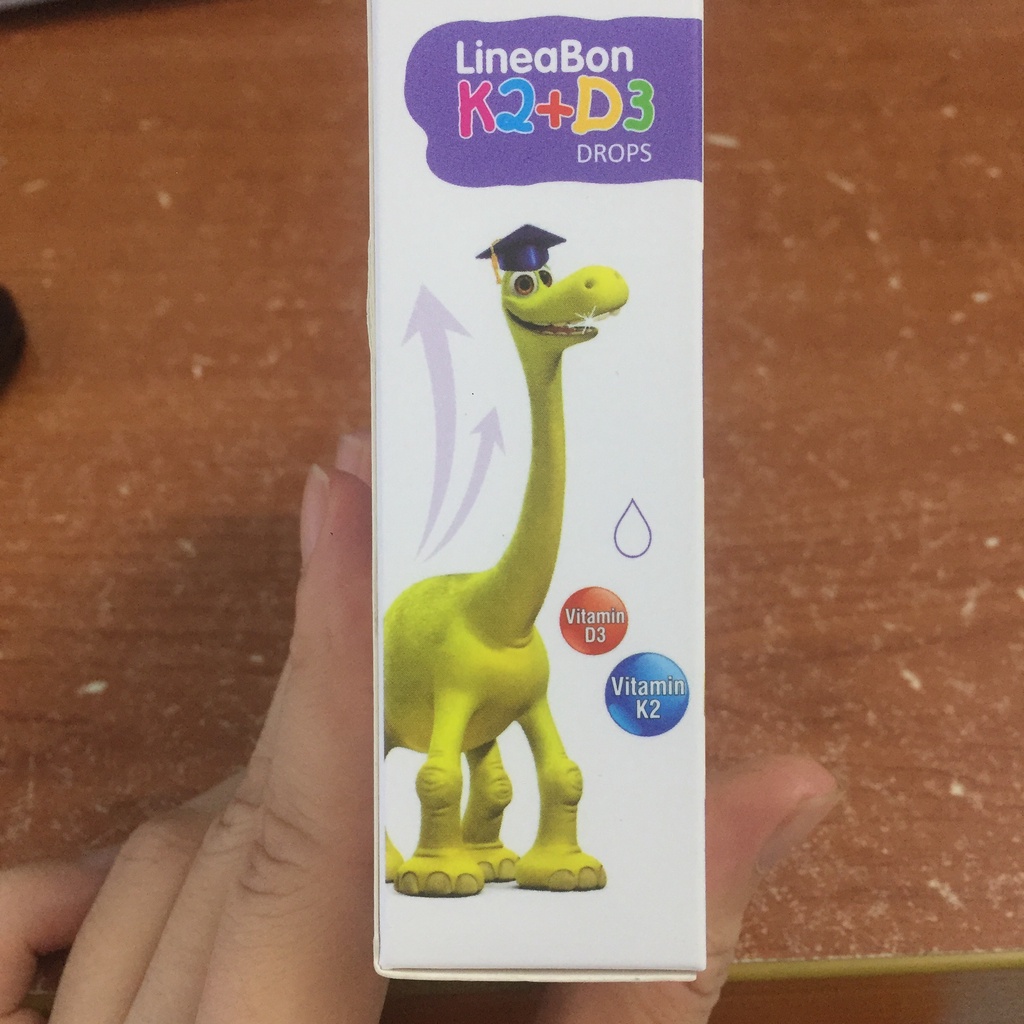 LineaBon
K2+D3
DROPS
Vitamin
D3
Vitamin
K2